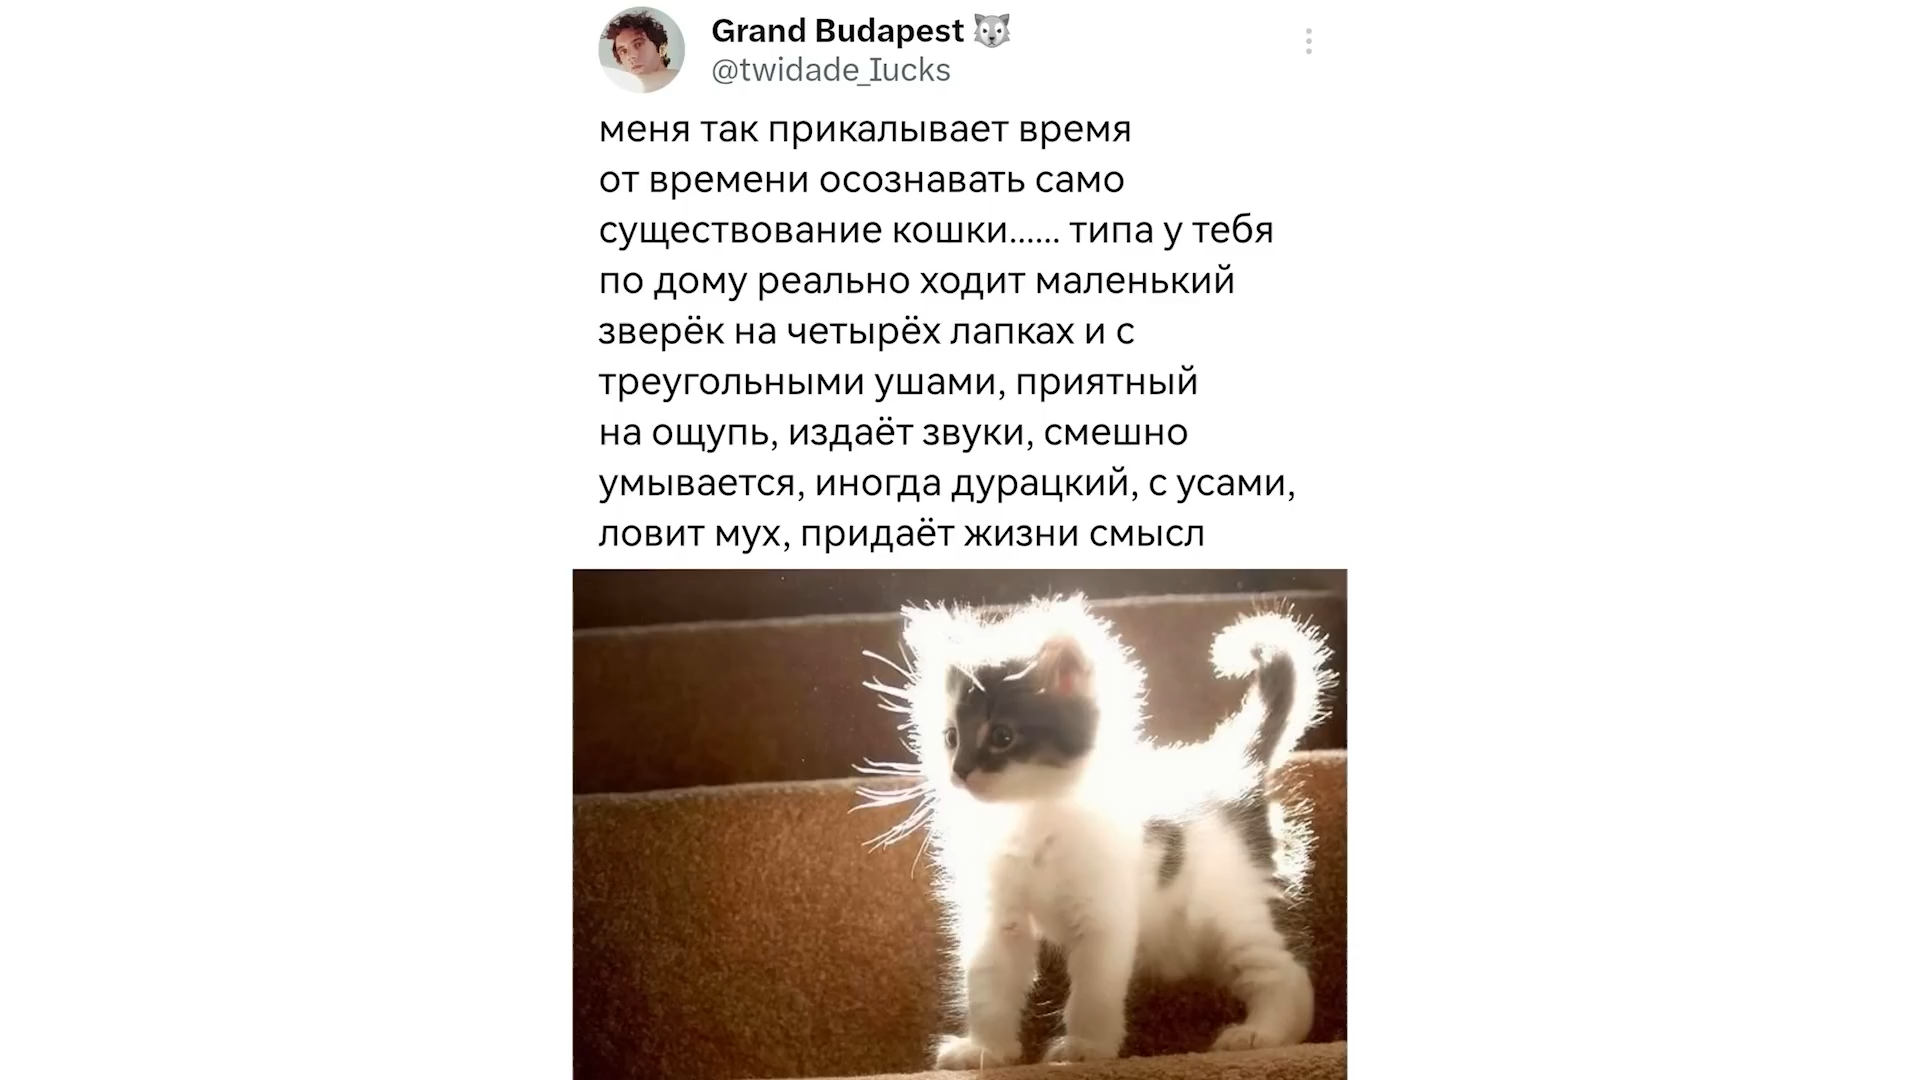 Grand Budapest 🐺
@twidade_Iucks
меня так прикалывает время
от времени осознавать само
существование кошки...... типа у тебя
по дому реально ходит маленький
зверёк на четырёх лапках и с
треугольными ушами, приятный
на ощупь, издаёт звуки, смешно
умывается, иногда дурацкий, с усами,
ловит мух, придаёт жизни смысл